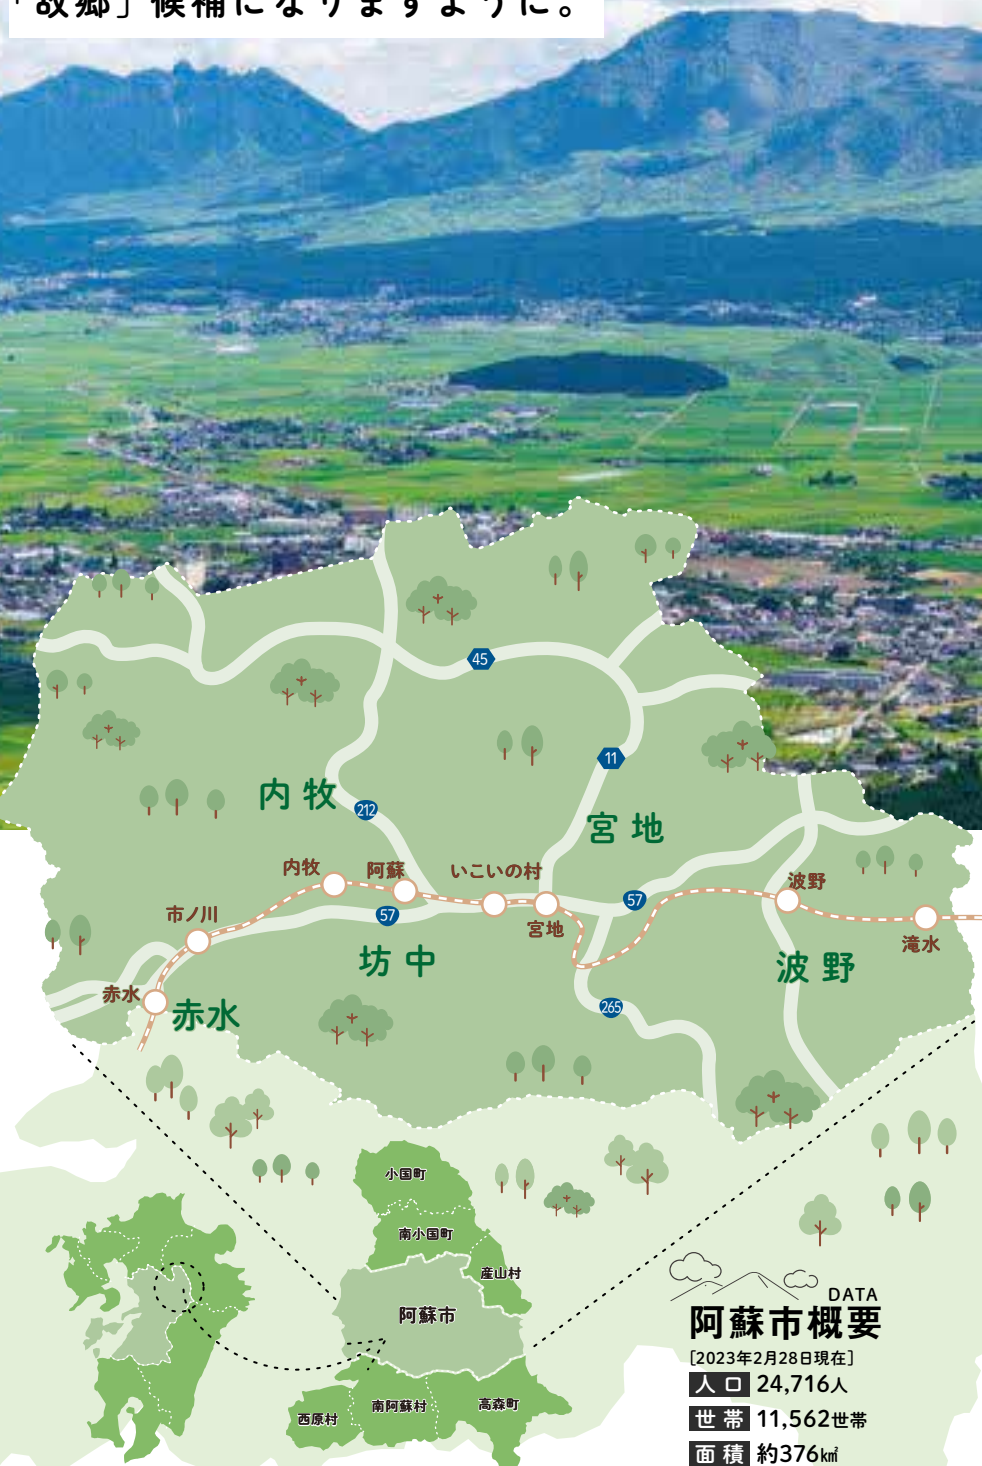 「故郷」候補になりますように。
45
11
内牧
212
宮地
内牧
阿蘇
いこいの村
波野
57
57
市ノ川
宮地
滝水
坊中
波野
赤水
赤水
265
小国町
南小国町
産山村
阿蘇市
西原村
南阿蘇村
高森町
DATA
阿蘇市概要
[2023年2月28日現在]
人口 24,716人
世帯 11,562世帯
面積 約376㎢